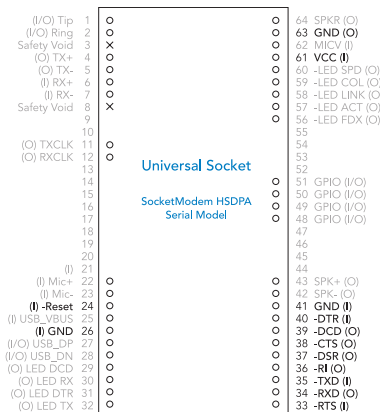 (I/O) Tip 1 64 SPKR (O)
(I/O) Ring 2 63 GND (O)
Safety Void 3 62 MICV (I)
(O) TX+ 4 61 VCC (I)
(O) TX- 5 60 -LED SPD (O)
(I) RX+ 6 59 -LED COL (O)
(I) RX- 7 58 -LED LINK (O)
Safety Void 8 57 -LED ACT (O)
9 56 -LED FDX (O)
10 55
(O) TXCLK 11 54
(O) RXCLK 12 53
13 Universal Socket 52
14 51 GPIO (I/O)
15 50 GPIO (I/O)
16 SocketModem HSDPA 49 GPIO (I/O)
17 Serial Model 48 GPIO (I/O)
18 47
19 46
20 45
(I) 21 44
(I) Mic+ 22 43 SPK+ (O)
(I) Mic- 23 42 SPK- (O)
(I) -Reset 24 41 GND (I)
(I) USB_VBUS 25 40 -DTR (I)
(I) GND 26 39 -DCD (O)
(I/O) USB_DP 27 38 -CTS (O)
(I/O) USB_DN 28 37 -DSR (O)
(O) LED DCD 29 36 -RI (O)
(O) LED RX 30 35 -TXD (I)
(O) LED DTR 31 34 -RXD (O)
(O) LED TX 32 33 -RTS (I)